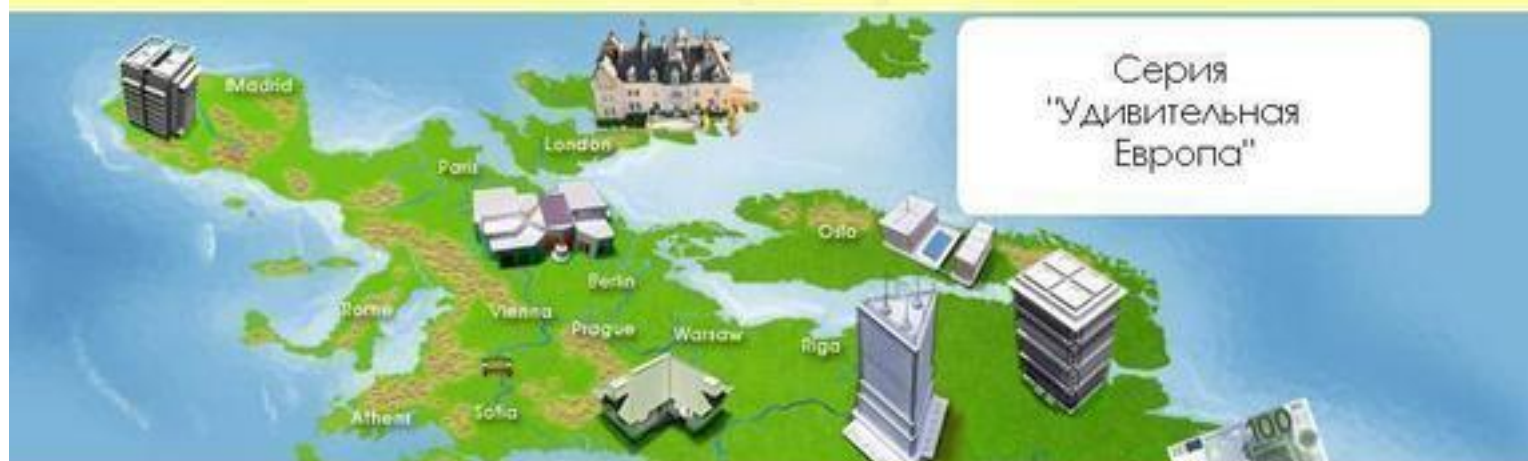 Серия
"Удивительная
Европа"
Madrid
London
Paris
Oslo
Berlin
Rome
Vienna
Prague
Warsaw
Riga
Athens
Sofia
100